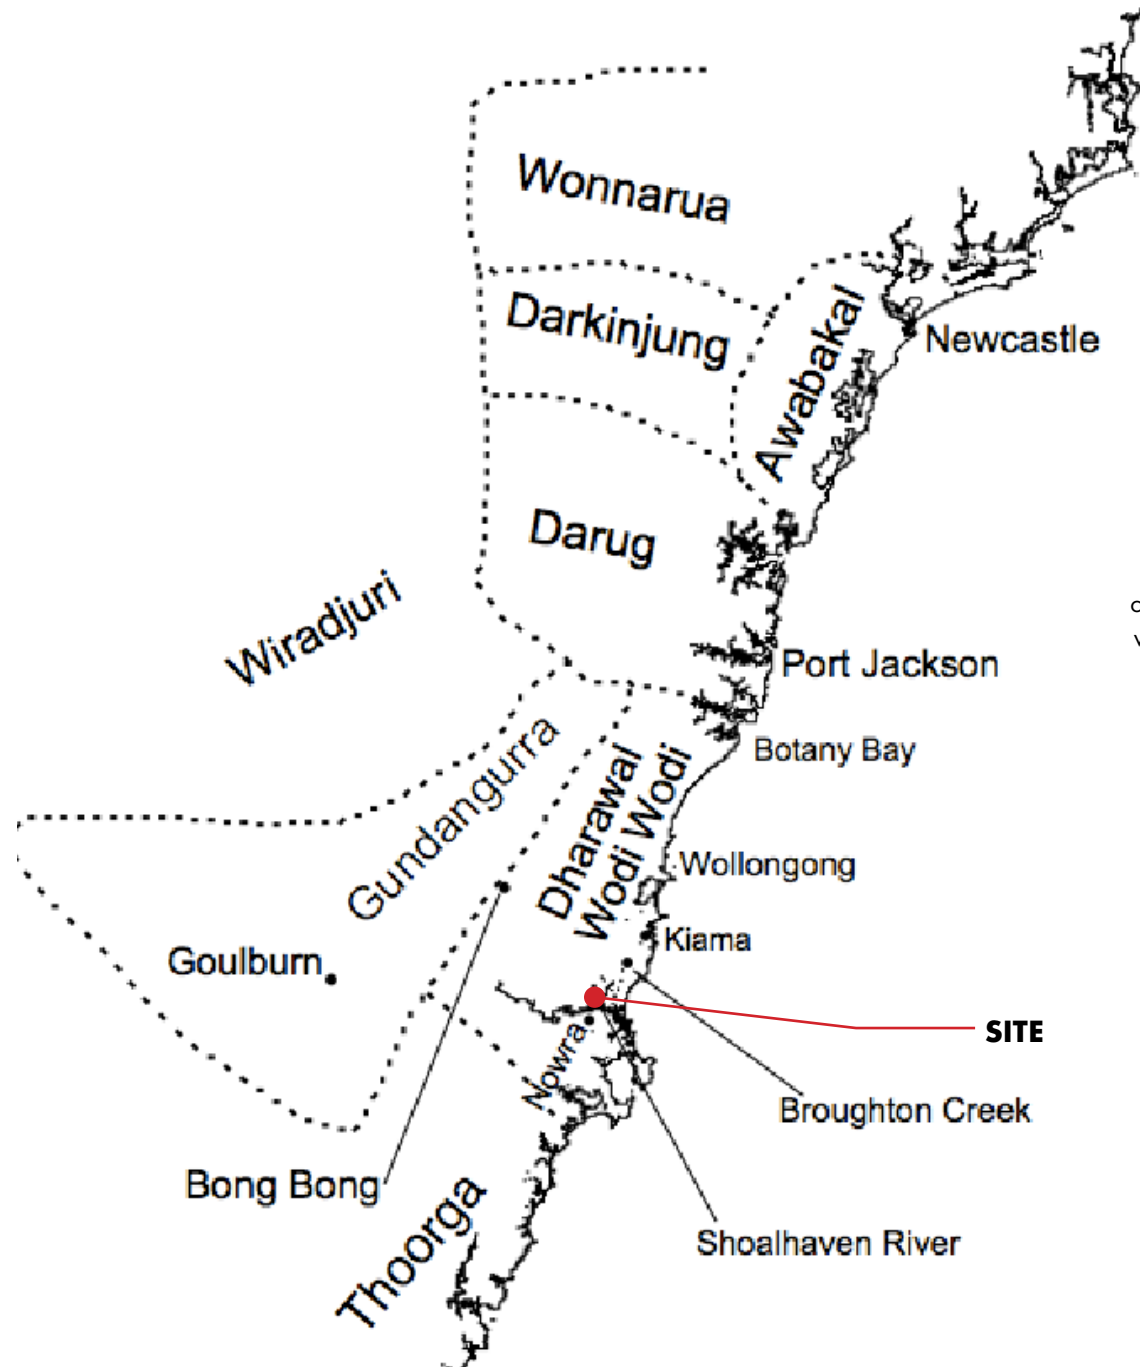 Wonnarua
Darkinjung
Awabakal
Newcastle
Darug
Wiradjuri
Port Jackson
Botany Bay
Gundangurra
Dharawal
Wodi Wodi
Wollongong
Kiama
Goulburn
SITE
Nowra
Broughton Creek
Bong Bong
Shoalhaven River
Thoorga